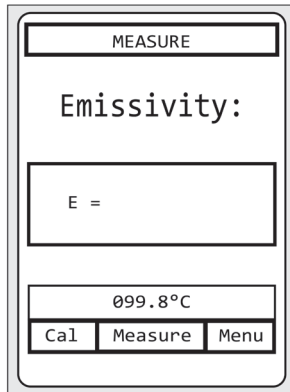 MEASURE
Emissivity:
E =
099.8°C
Cal Measure Menu